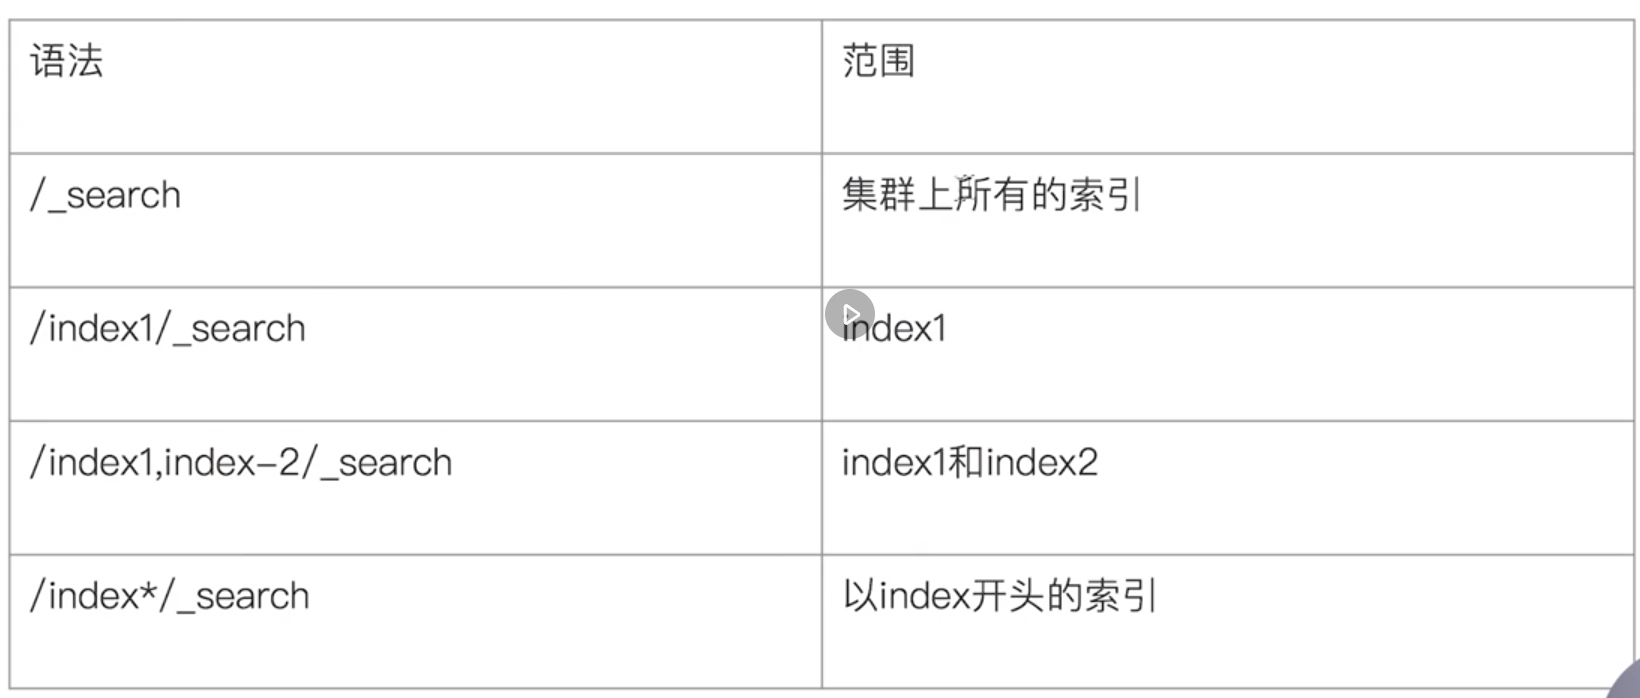 语法
范围
/_search
集群上所有的索引
/index1/_search
index1
/index1,index-2/_search
index1和index2
/index*/_search
以index开头的索引